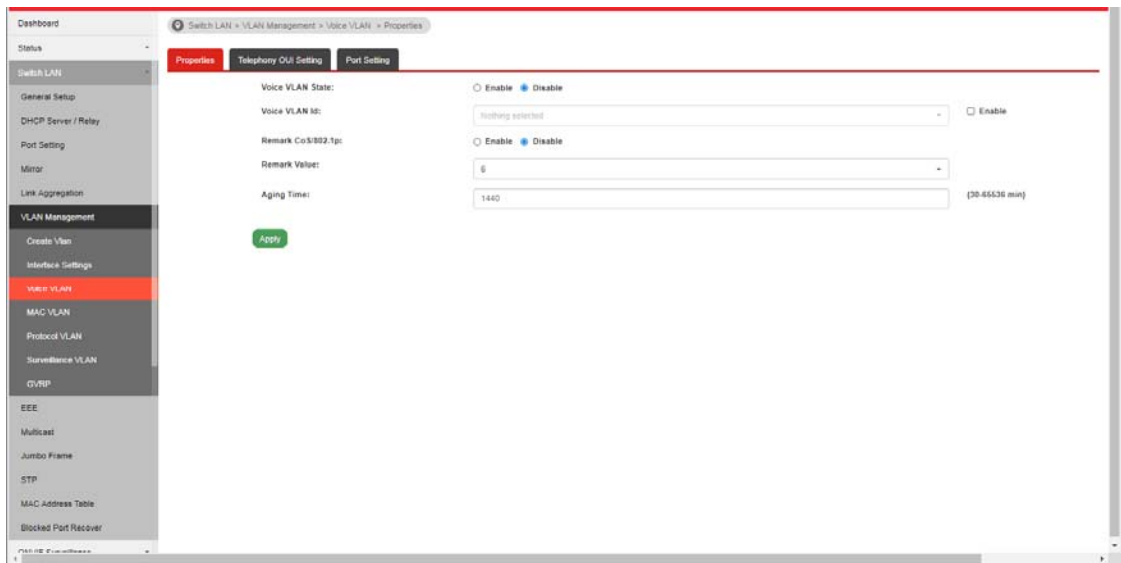 Dashboard
Status
Switch LAN
General Setup
DHCP Server / Relay
Port Setting
Mirror
Link Aggregation
VLAN Management
Create Vlan
Interface Settings
Voice VLAN
MAC VLAN
Protocol VLAN
Surveillance VLAN
GVRP
EEE
Multicast
Jumbo Frame
STP
MAC Address Table
Blocked Port Recover
ONVIF Surveillance
Switch LAN » VLAN Management » Voice VLAN » Properties
Properties Telephony OUI Setting Port Setting
Voice VLAN State: Enable Disable
Voice VLAN Id: Nothing selected Enable
Remark CoS/802.1p: Enable Disable
Remark Value: 6
Aging Time: 1440 (30-65536 min)
Apply